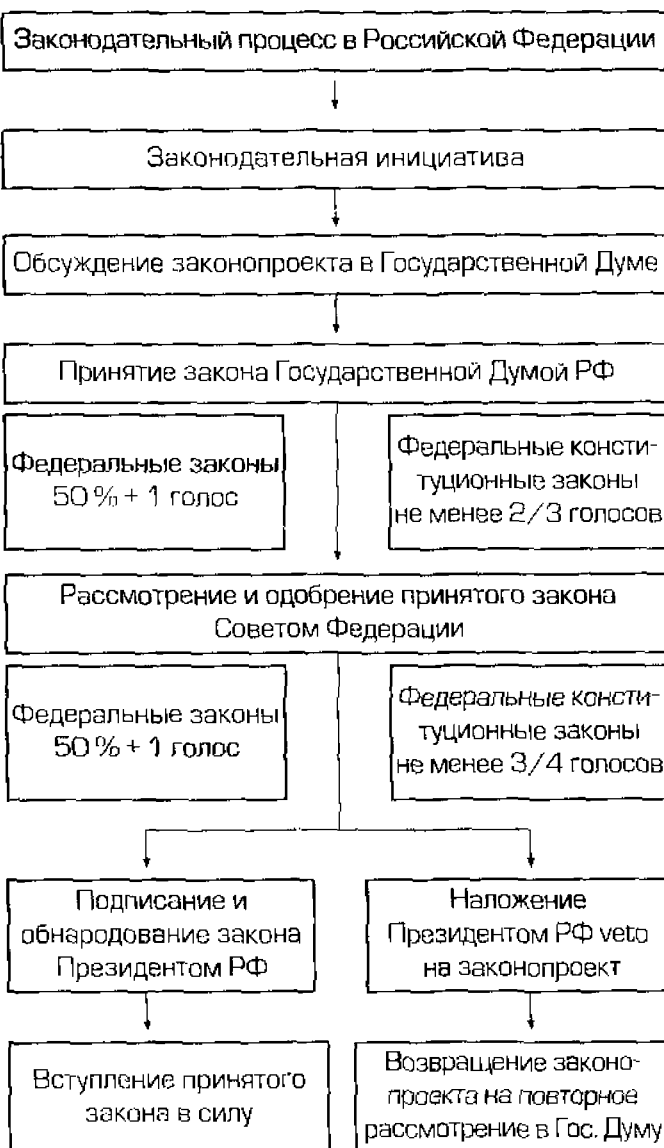 Законодательный процесс в Российской Федерации
Законодательная инициатива
Обсуждение законопроекта в Государственной Думе
Принятие закона Государственной Думой РФ
Федеральные законы
50 % + 1 голос
Федеральные консти-
туционные законы
не менее 2/3 голосов
Рассмотрение и одобрение принятого закона
Советом Федерации
Федеральные законы
50 % + 1 голос
Федеральные консти-
туционные законы
не менее 3/4 голосов
Подписание и
обнародование закона
Президентом РФ
Наложение
Президентом РФ veto
на законопроект
Вступление принятого
закона в силу
Возвращение законо-
проекта на повторное
рассмотрение в Гос. Думу